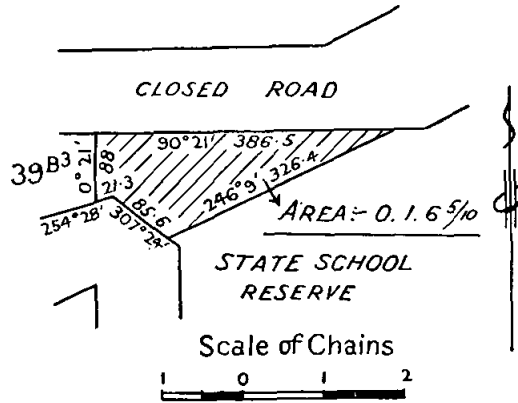 CLOSED ROAD
90°21' 386·5
39B3
0°21'
88
246°9' 326·4
21·3
85·6
254°28'
307°24'
AREA:- 0. 1. 6 5/10
STATE SCHOOL
RESERVE
Scale of Chains
1 0 1 2